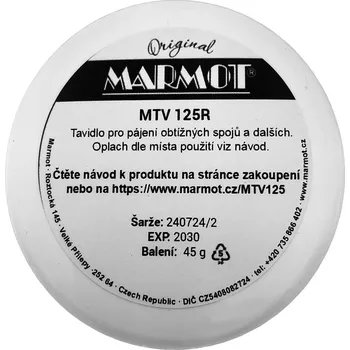 Original
MARMOT®
MTV 125R
Tavidlo pro pájení obtížných spojů a dalších.
Oplach dle místa použití viz návod.
Čtěte návod k produktu na stránce zakoupení
nebo na https://www.marmot.cz/MTV125
Šarže: 240724/2
EXP. 2030
Balení: 45 g
5
Marmot • Roztocká 145 • Velké Přílepy • 252 64 • Czech Republic • DIČ CZ5408082724 • tel. +420 735 866 402 • www.marmot.cz